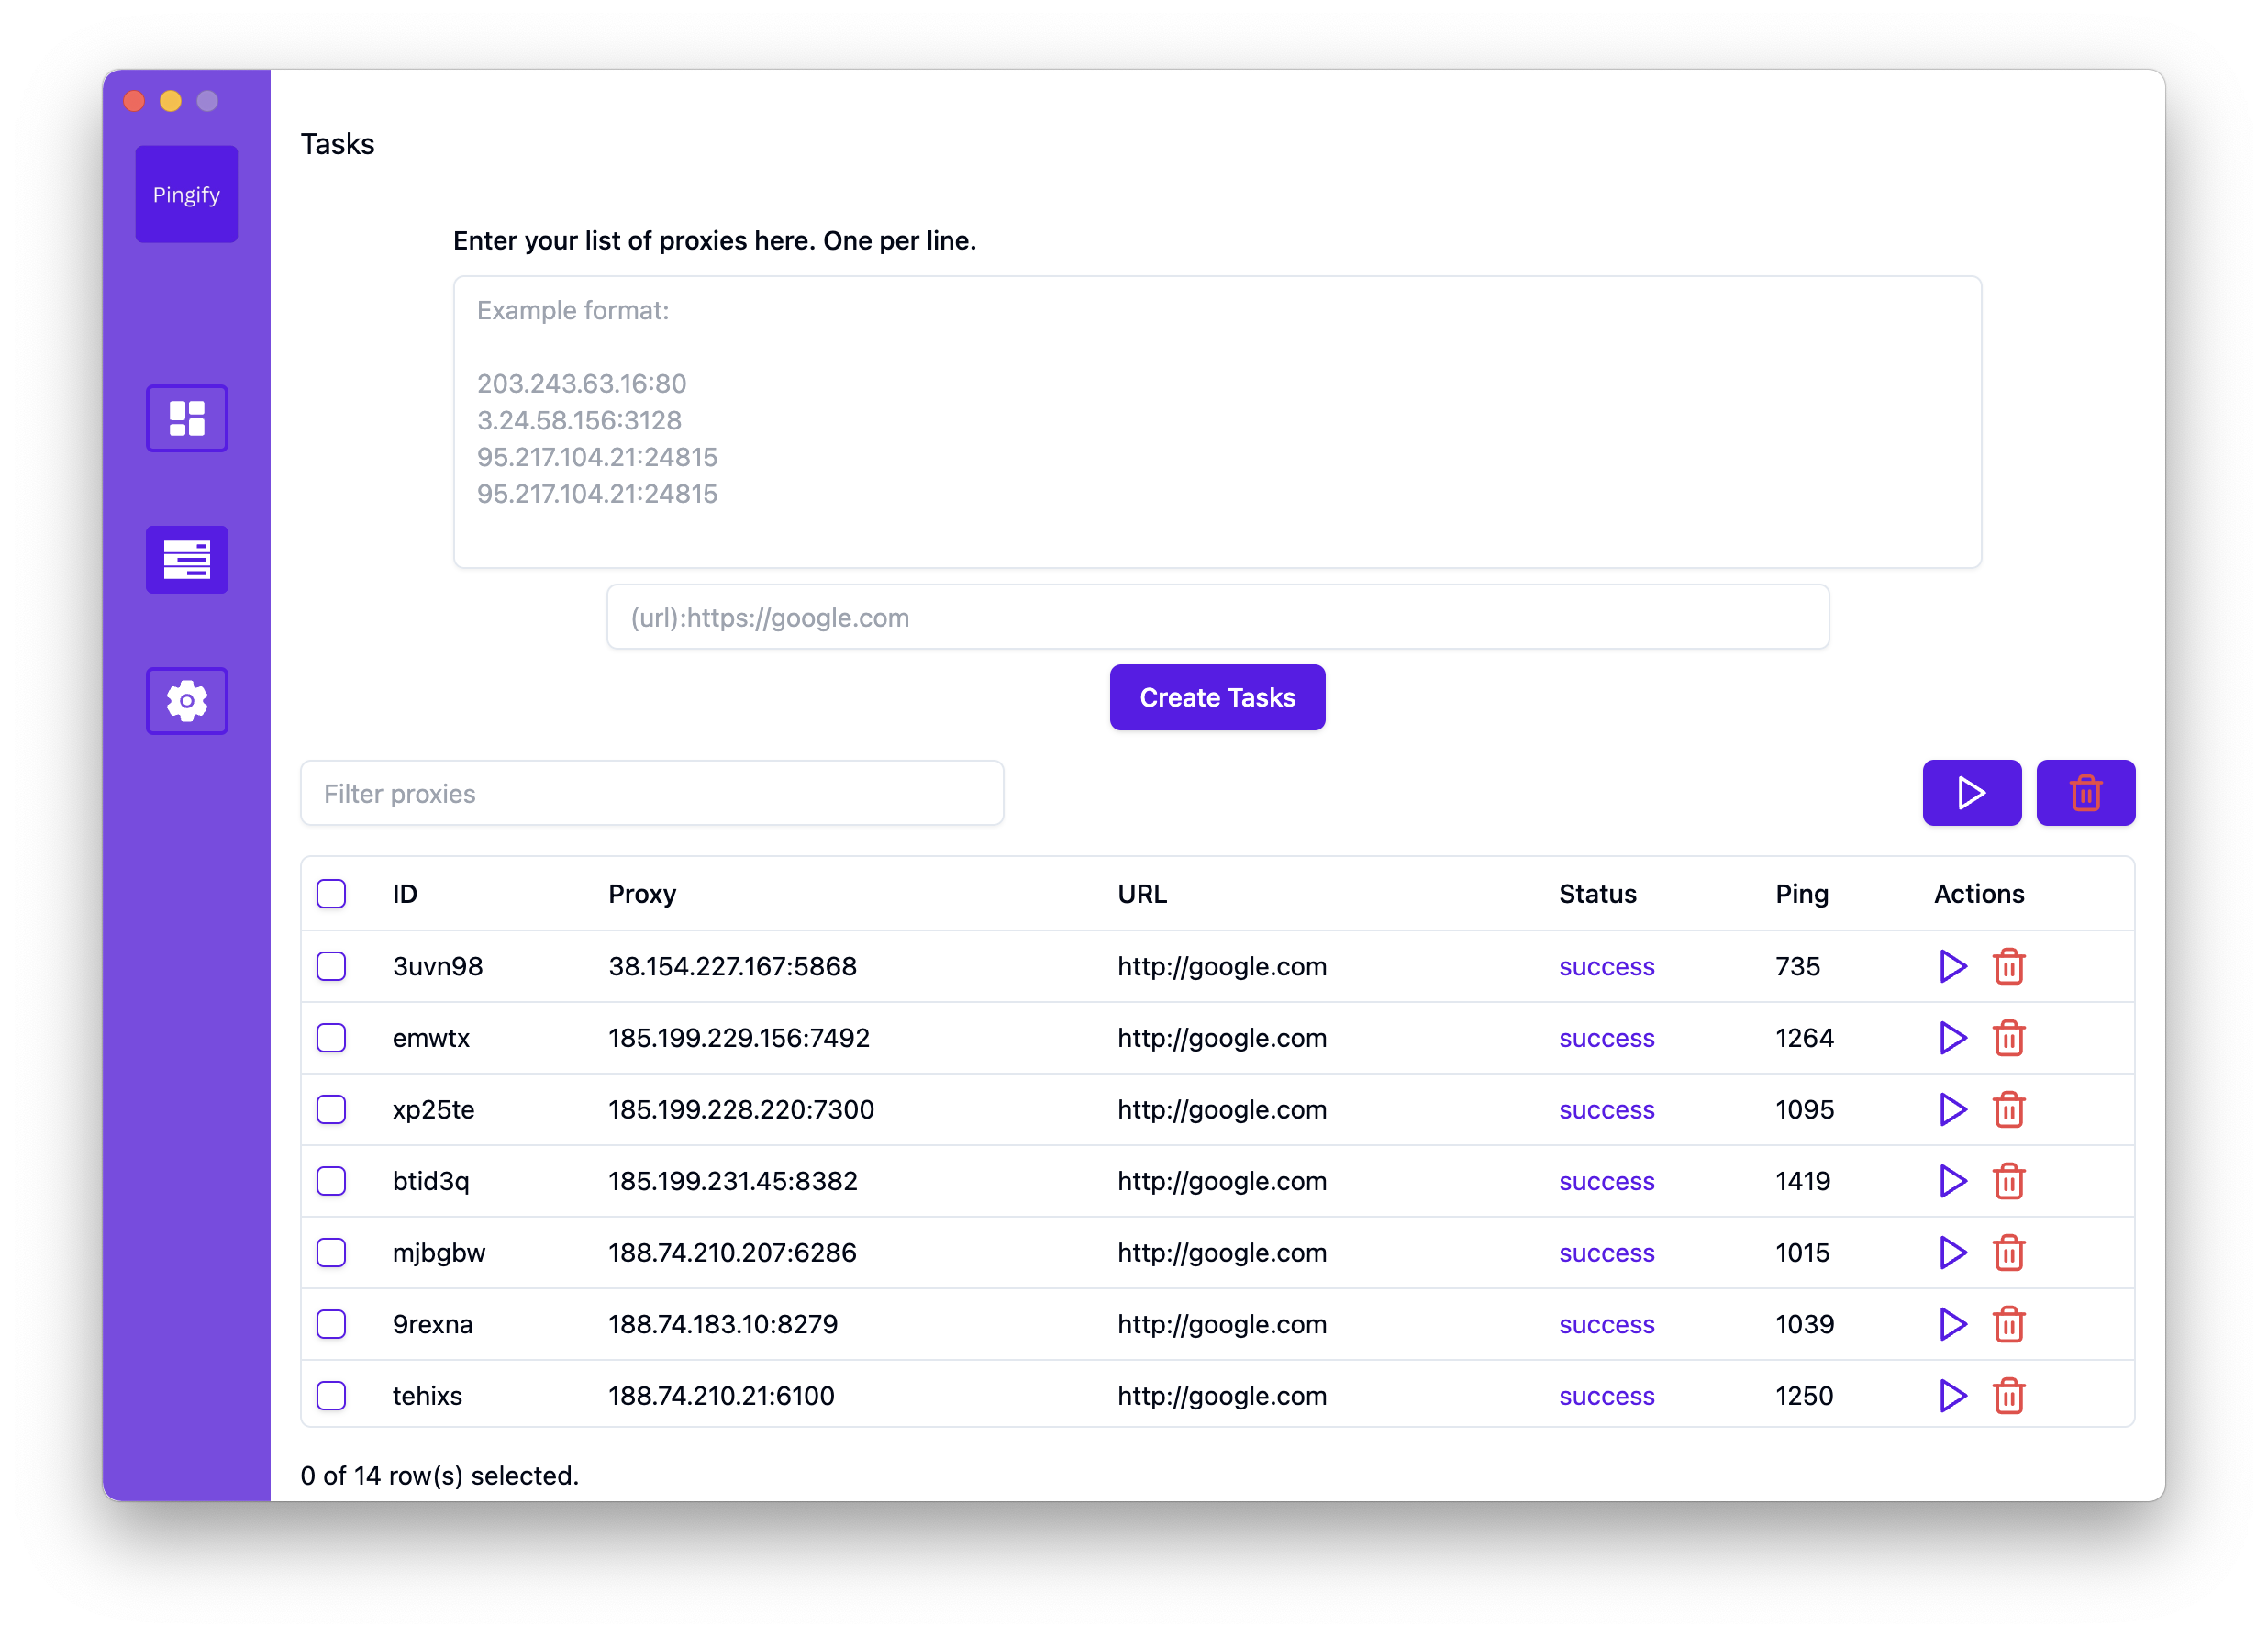 Pingify
Tasks
Enter your list of proxies here. One per line.
Example format:
203.243.63.16:80
3.24.58.156:3128
95.217.104.21:24815
95.217.104.21:24815
(url):https://google.com
Create Tasks
Filter proxies
ID Proxy URL Status Ping Actions
3uvn98 38.154.227.167:5868 http://google.com success 735
emwtx 185.199.229.156:7492 http://google.com success 1264
xp25te 185.199.228.220:7300 http://google.com success 1095
btid3q 185.199.231.45:8382 http://google.com success 1419
mjbgbw 188.74.210.207:6286 http://google.com success 1015
9rexna 188.74.183.10:8279 http://google.com success 1039
tehixs 188.74.210.21:6100 http://google.com success 1250
0 of 14 row(s) selected.